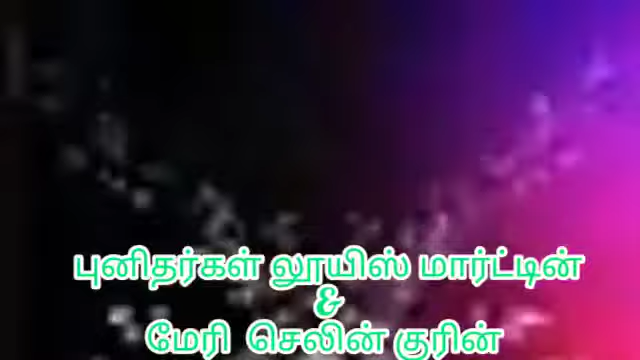 புனிதர்கள் லூயிஸ் மார்ட்டின்
&
மேரி செலின் குரின்